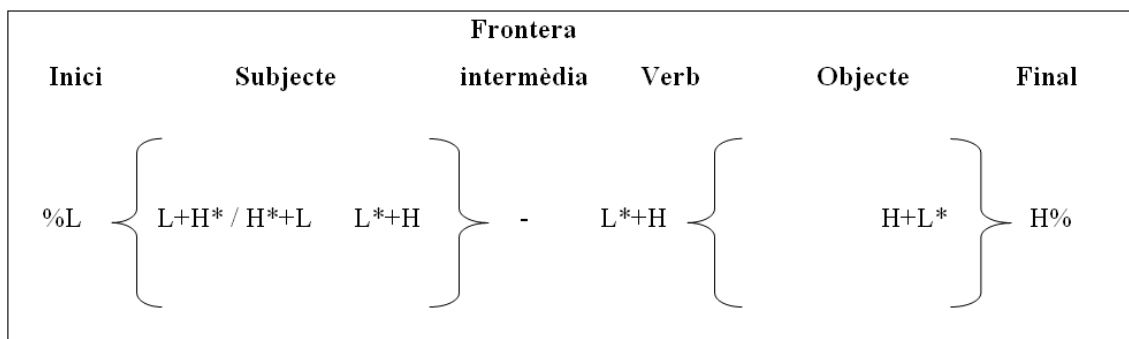 Frontera
Inici Subjecte intermèdia Verb Objecte Final
%L L+H* / H*+L L*+H - L*+H H+L* H%